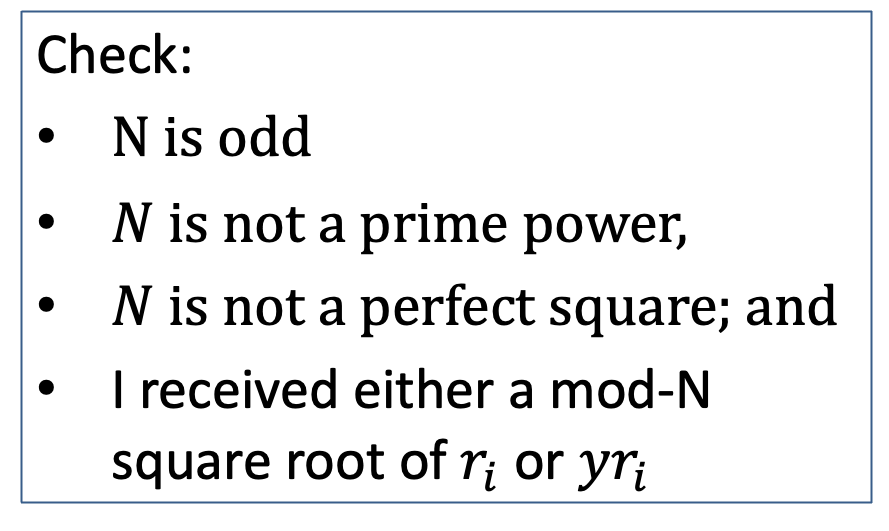 Check:
• N is odd
• N is not a prime power,
• N is not a perfect square; and
• I received either a mod-N
square root of rᵢ or yrᵢ